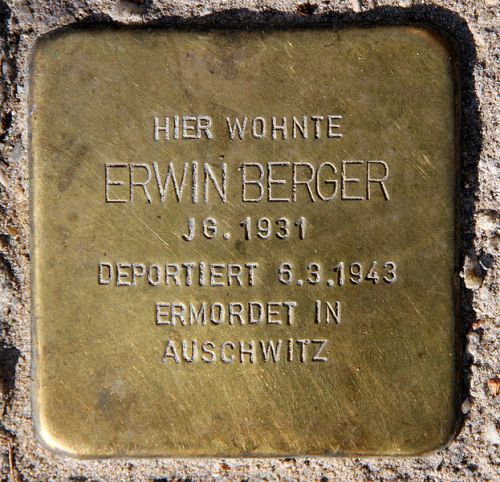 HIER WOHNTE
ERWIN BERGER
JG. 1931
DEPORTIERT 6.3.1943
ERMORDET IN
AUSCHWITZ